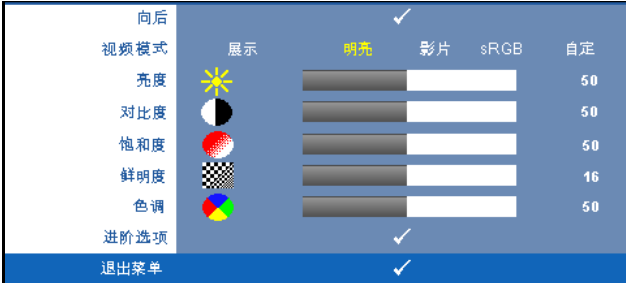 向后
视频模式 展示 明亮 影片 sRGB 自定
亮度 50
对比度 50
饱和度 50
鲜明度 16
色调 50
进阶选项
退出菜单